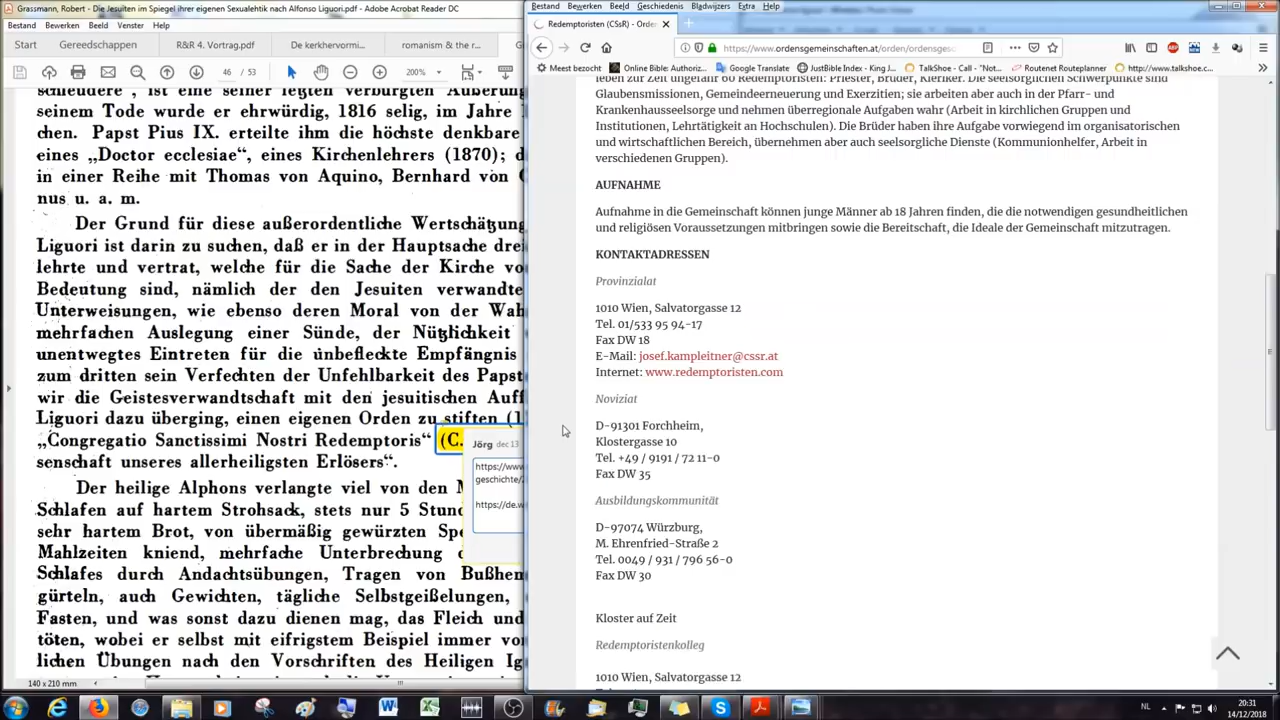 Grassmann, Robert - Die Jesuiten im Spiegel ihrer eigenen Sexualethik nach Alfonso Liguori.pdf - Adobe Acrobat Reader DC
Bestand Bewerken Beeld Venster Help
Start Gereedschappen R&R 4. Vortrag.pdf De kerkhervormi... romanism & the r...
46 / 53 200%
schleudere", ist eine seiner letzten verbürgten Äußerun
seinem Tode wurde er ehrwürdig, 1816 selig, im Jahre 1
chen. Papst Pius IX. erteilte ihm die höchste denkbare
eines „Doctor ecclesiae“, eines Kirchenlehrers (1870); d
in einer Reihe mit Thomas von Aquino, Bernhard von C
nus u. a. m.
Der Grund für diese außerordentliche Wertschätzung
Liguori ist darin zu suchen, daß er in der Hauptsache drei
lehrte und vertrat, welche für die Sache der Kirche vo
Bedeutung sind, nämlich der den Jesuiten verwandte
Unterweisungen, wie ebenso deren Moral von der Wah
mehrfachen Auslegung einer Sünde, der Nützlichkeit
unentwegtes Eintreten für die unbefleckte Empfängnis
zum dritten sein Verfechten der Unfehlbarkeit des Papst
wir die Geistesverwandtschaft mit den jesuitischen Auff
Liguori dazu überging, einen eigenen Orden zu stiften (1
„Congregatio Sanctissimi Nostri Redemptoris“ (C.
senschaft unseres allerheiligsten Erlösers“.
Der heilige Alphons verlangte viel von den M
Schlafen auf hartem Strohsack, stets nur 5 Stund
sehr hartem Brot, von übermäßig gewürzten Spe
Mahlzeiten kniend, mehrfache Unterbrechung d
Schlafes durch Andachtsübungen, Tragen von Bußhem
gürteln, auch Gewichten, tägliche Selbstgeißelungen,
Fasten, und was sonst dazu dienen mag, das Fleich und
töten, wobei er selbst mit eifrigstem Beispiel immer vor
lichen Übungen nach den Vorschriften des Heiligen Ig
Jörg dec 13
https://www
geschichte/
https://de.w
140 x 210 mm
Bestand Bewerken Beeld Geschiedenis Bladwijzers Extra Help
Redemptoristen (CSsR) - Orden
https://www.ordensgemeinschaften.at/orden/ordensgesc
Meest bezocht Online Bible: Authoriz... Google Translate JustBible Index - King J... TalkShoe - Call - "Not ... Routenet Routeplanner http://www.talkshoe.c...
leben zur Zeit ungefähr 60 Redemptoristen: Priester, Brüder, Kleriker. Die seelsorglichen Schwerpunkte sind
Glaubensmissionen, Gemeindeerneuerung und Exerzitien; sie arbeiten aber auch in der Pfarr- und
Krankenhausseelsorge und nehmen überregionale Aufgaben wahr (Arbeit in kirchlichen Gruppen und
Institutionen, Lehrtätigkeit an Hochschulen). Die Brüder haben ihre Aufgabe vorwiegend im organisatorischen
und wirtschaftlichen Bereich, übernehmen aber auch seelsorgliche Dienste (Kommunionhelfer, Arbeit in
verschiedenen Gruppen).
AUFNAHME
Aufnahme in die Gemeinschaft können junge Männer ab 18 Jahren finden, die die notwendigen gesundheitlichen
und religiösen Voraussetzungen mitbringen sowie die Bereitschaft, die Ideale der Gemeinschaft mitzutragen.
KONTAKTADRESSEN
Provinzialat
1010 Wien, Salvatorgasse 12
Tel. 01/533 95 94-17
Fax DW 18
E-Mail: josef.kampleitner@cssr.at
Internet: www.redemptoristen.com
Noviziat
D-91301 Forchheim,
Klostergasse 10
Tel. +49 / 9191 / 72 11-0
Fax DW 35
Ausbildungskommunität
D-97074 Würzburg,
M. Ehrenfried-Straße 2
Tel. 0049 / 931 / 796 56-0
Fax DW 30
Kloster auf Zeit
Redemptoristenkolleg
1010 Wien, Salvatorgasse 12
NL 20:31
14/12/2018